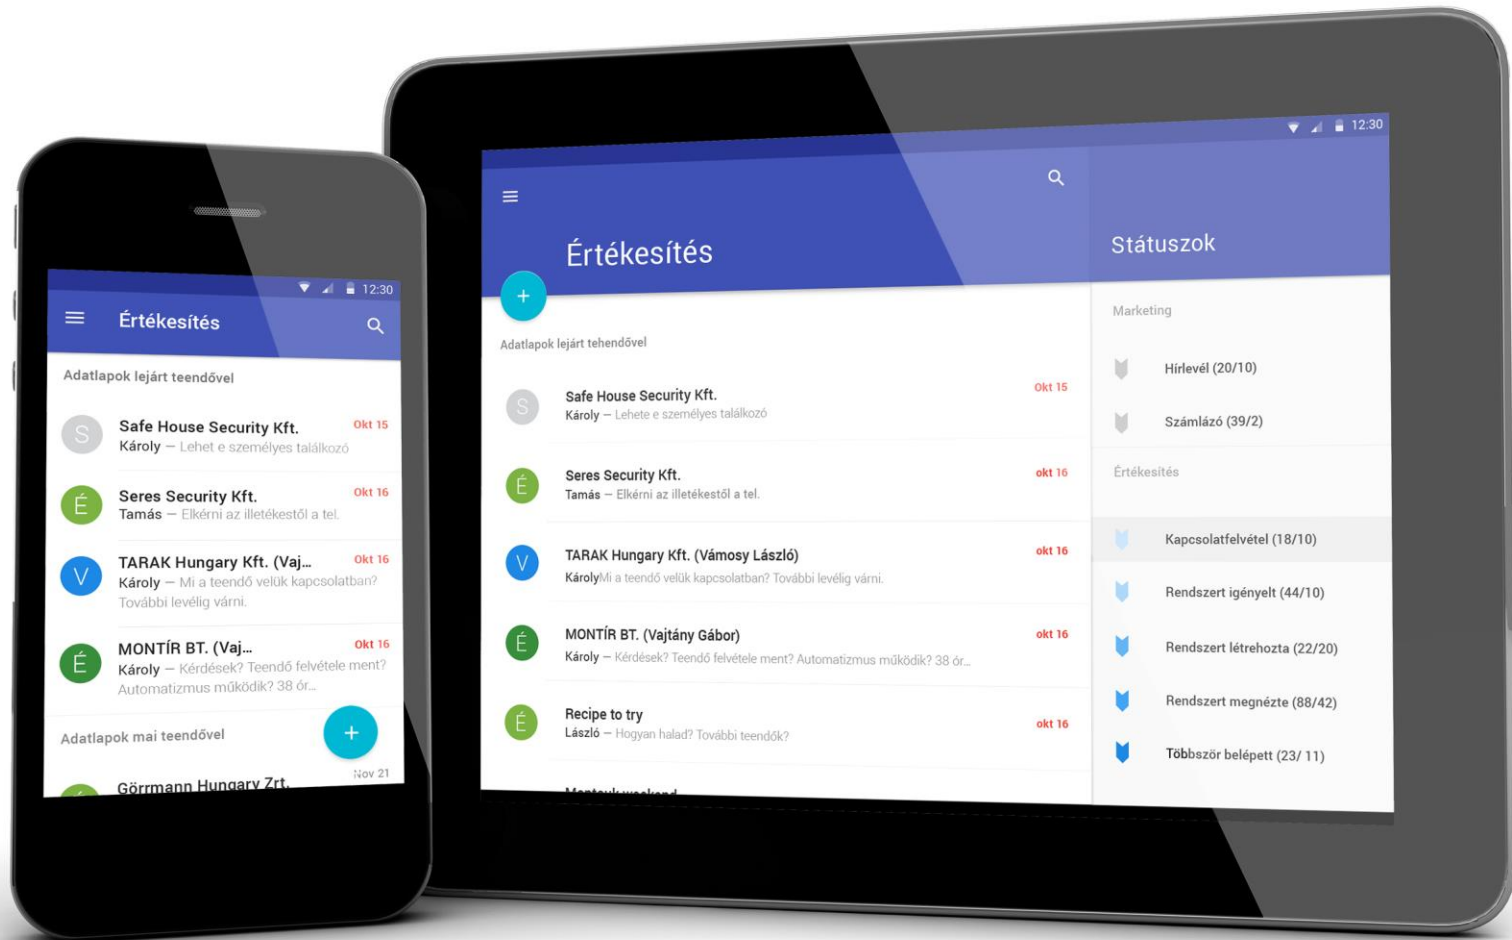 12:30
Értékesítés
Adatlapok lejárt teendővel
S
Safe House Security Kft.
Okt 15
Károly — Lehet e személyes találkozó
É
Seres Security Kft.
Okt 16
Tamás — Elkérni az illetékestől a tel.
V
TARAK Hungary Kft. (Vaj...
Okt 16
Károly — Mi a teendő velük kapcsolatban?
További levélig várni.
É
MONTÍR BT. (Vaj...
Okt 16
Károly — Kérdések? Teendő felvétele ment?
Automatizmus működik? 38 ór...
Adatlapok mai teendővel
+
Nov 21
Görrmann Hungary Zrt.
12:30
Értékesítés
+
Adatlapok lejárt tehendővel
S
Safe House Security Kft.
Okt 15
Károly — Lehete e személyes találkozó
É
Seres Security Kft.
okt 16
Tamás — Elkérni az illetékestől a tel.
V
TARAK Hungary Kft. (Vámosy László)
okt 16
KárolyMi a teendő velük kapcsolatban? További levélig várni.
É
MONTÍR BT. (Vajtány Gábor)
okt 16
Károly — Kérdések? Teendő felvétele ment? Automatizmus működik? 38 ór...
É
Recipe to try
okt 16
László — Hogyan halad? További teendők?
Montauk weekend
Státuszok
Marketing
Hírlevél (20/10)
Számlázó (39/2)
Értékesítés
Kapcsolatfelvétel (18/10)
Rendszert igényelt (44/10)
Rendszert létrehozta (22/20)
Rendszert megnézte (88/42)
Többször belépett (23/ 11)